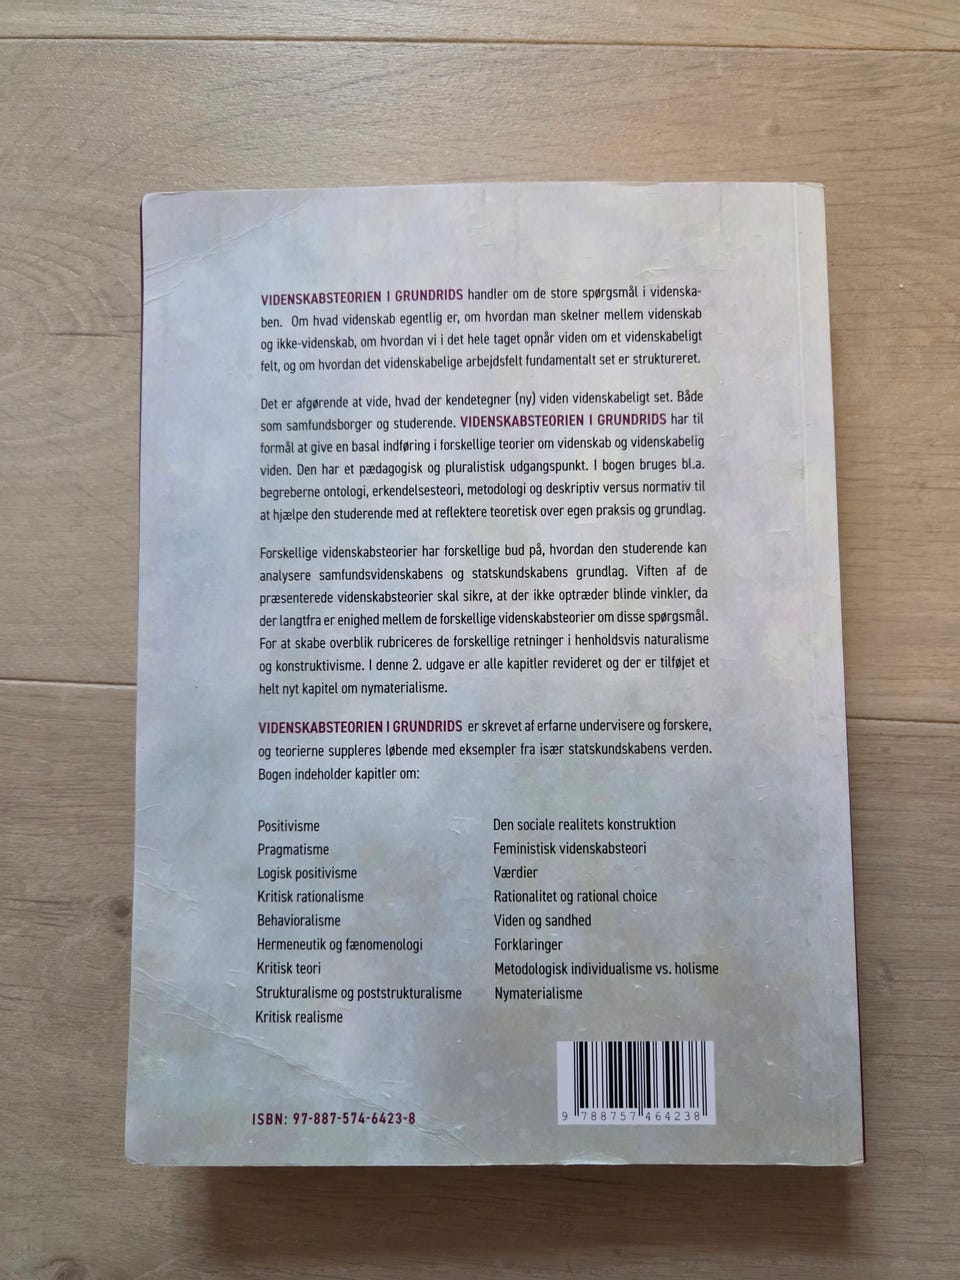 VIDENSKABSTEORIEN I GRUNDRIDS handler om de store spørgsmål i videnska-
ben. Om hvad videnskab egentlig er, om hvordan man skelner mellem videnskab
og ikke-videnskab, om hvordan vi i det hele taget opnår viden om et videnskabeligt
felt, og om hvordan det videnskabelige arbejdsfelt fundamentalt set er struktureret.
Det er afgørende at vide, hvad der kendetegner (ny) viden videnskabeligt set. Både
som samfundsborger og studerende. VIDENSKABSTEORIEN I GRUNDRIDS har til
formål at give en basal indføring i forskellige teorier om videnskab og videnskabelig
viden. Den har et pædagogisk og pluralistisk udgangspunkt. I bogen bruges bl.a.
begreberne ontologi, erkendelsesteori, metodologi og deskriptiv versus normativ til
at hjælpe den studerende med at reflektere teoretisk over egen praksis og grundlag.
Forskellige videnskabsteorier har forskellige bud på, hvordan den studerende kan
analysere samfundsvidenskabens og statskundskabens grundlag. Viften af de
præsenterede videnskabsteorier skal sikre, at der ikke optræder blinde vinkler, da
der langtfra er enighed mellem de forskellige videnskabsteorier om disse spørgsmål.
For at skabe overblik rubriceres de forskellige retninger i henholdsvis naturalisme
og konstruktivisme. I denne 2. udgave er alle kapitler revideret og der er tilføjet et
helt nyt kapitel om nymaterialisme.
VIDENSKABSTEORIEN I GRUNDRIDS er skrevet af erfarne undervisere og forskere,
og teorierne suppleres løbende med eksempler fra især statskundskabens verden.
Bogen indeholder kapitler om:
Positivisme
Pragmatisme
Logisk positivisme
Kritisk rationalisme
Behavioralisme
Hermeneutik og fænomenologi
Kritisk teori
Strukturalisme og poststrukturalisme
Kritisk realisme
Den sociale realitets konstruktion
Feministisk videnskabsteori
Værdier
Rationalitet og rational choice
Viden og sandhed
Forklaringer
Metodologisk individualisme vs. holisme
Nymaterialisme
ISBN: 97-887-574-6423-8
9 788757 464238